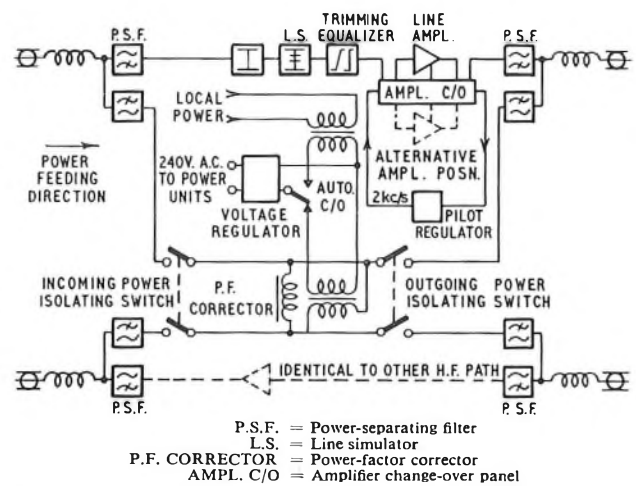 P.S.F.
L.S.
TRIMMING
EQUALIZER
LINE
AMPL.
P.S.F.
AMPL. C/O
LOCAL
POWER
ALTERNATIVE
AMPL. POSN.
POWER
FEEDING
DIRECTION
240V. A.C.
TO POWER
UNITS
AUTO.
C/O
VOLTAGE
REGULATOR
2kc/s
PILOT
REGULATOR
INCOMING POWER
ISOLATING SWITCH
P.F.
CORRECTOR
OUTGOING POWER
ISOLATING SWITCH
IDENTICAL TO OTHER H.F. PATH
P.S.F.
P.S.F.
P.S.F. = Power-separating filter
L.S. = Line simulator
P.F. CORRECTOR = Power-factor corrector
AMPL. C/O = Amplifier change-over panel